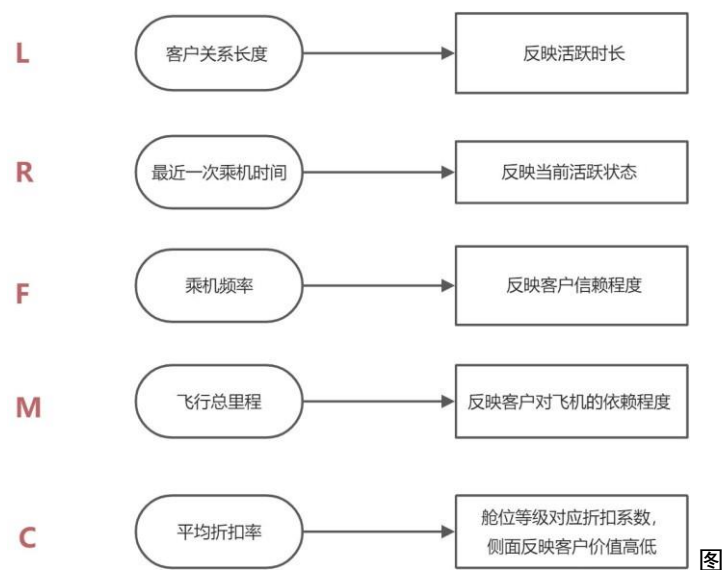 L
客户关系长度
反映活跃时长
R
最近一次乘机时间
反映当前活跃状态
F
乘机频率
反映客户信赖程度
M
飞行总里程
反映客户对飞机的依赖程度
C
平均折扣率
舱位等级对应折扣系数，
侧面反映客户价值高低
图